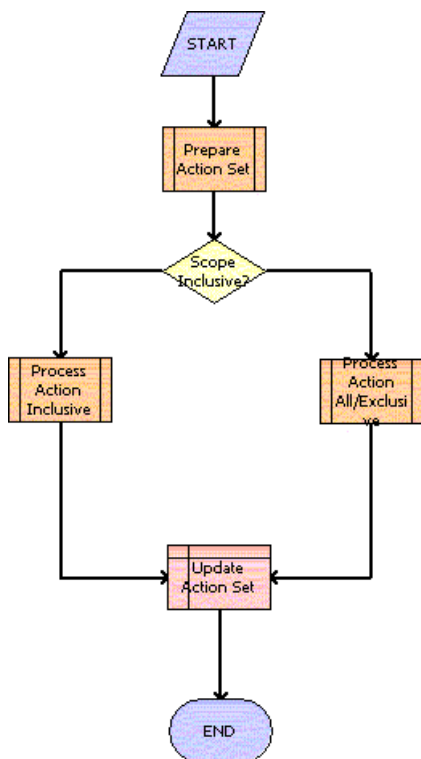 START
Prepare
Action Set
Scope
Inclusive?
Process
Action
Inclusive
Process
Action
All/Exclusi
ve
Update
Action Set
END